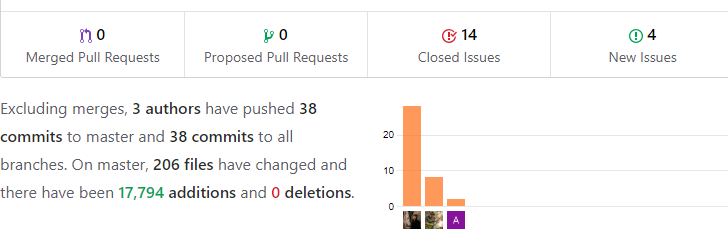 0
Merged Pull Requests
0
Proposed Pull Requests
14
Closed Issues
4
New Issues
Excluding merges, 3 authors have pushed 38
commits to master and 38 commits to all
branches. On master, 206 files have changed and
there have been 17,794 additions and 0 deletions.
20
10
0
A